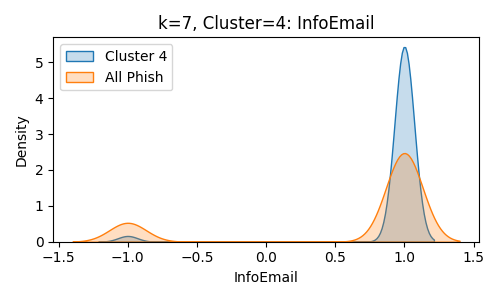 k=7, Cluster=4: InfoEmail
Cluster 4
All Phish
Density
5
4
3
2
1
0
−1.5 −1.0 −0.5 0.0 0.5 1.0 1.5
InfoEmail